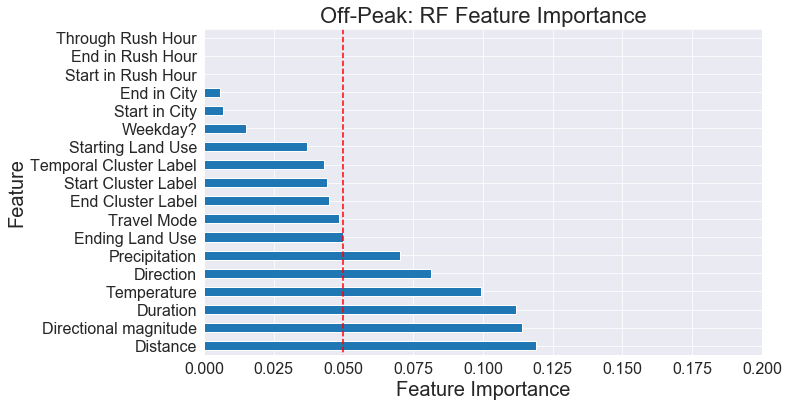 Off-Peak: RF Feature Importance
Through Rush Hour
End in Rush Hour
Start in Rush Hour
End in City
Start in City
Weekday?
Starting Land Use
Temporal Cluster Label
Start Cluster Label
End Cluster Label
Travel Mode
Ending Land Use
Precipitation
Direction
Temperature
Duration
Directional magnitude
Distance
Feature
0.000 0.025 0.050 0.075 0.100 0.125 0.150 0.175 0.200
Feature Importance